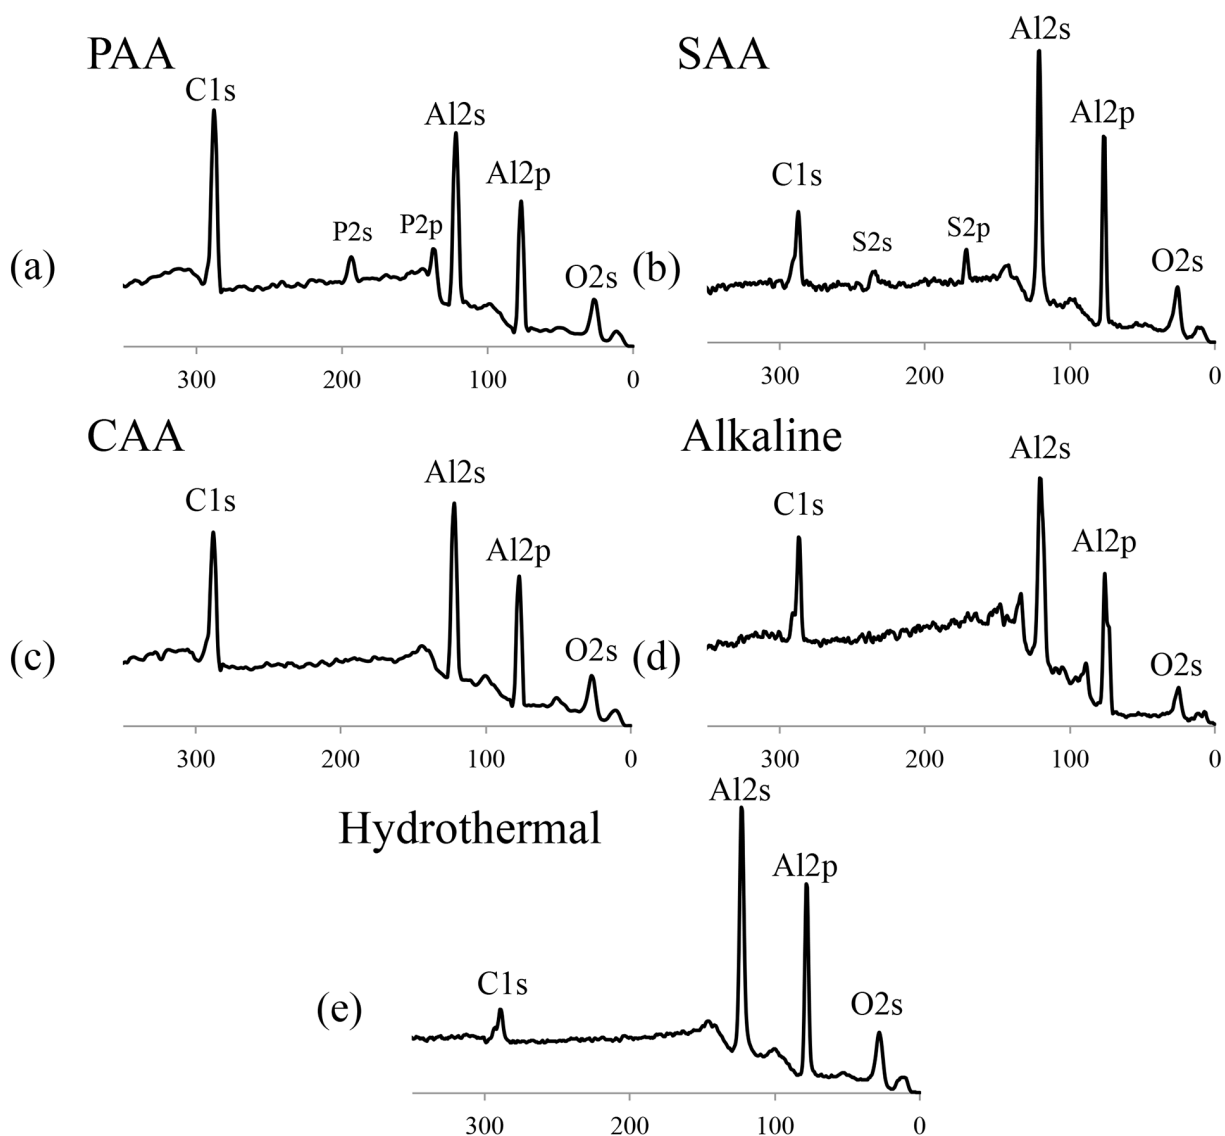 PAA
C1s
Al2s
Al2p
P2s
P2p
O2s
(a)
300 200 100 0
SAA
Al2s
Al2p
C1s
S2s
S2p
O2s
(b)
300 200 100 0
CAA
C1s
Al2s
Al2p
O2s
(c)
300 200 100 0
Alkaline
Al2s
C1s
Al2p
O2s
(d)
300 200 100 0
Hydrothermal
Al2s
Al2p
C1s
O2s
(e)
300 200 100 0